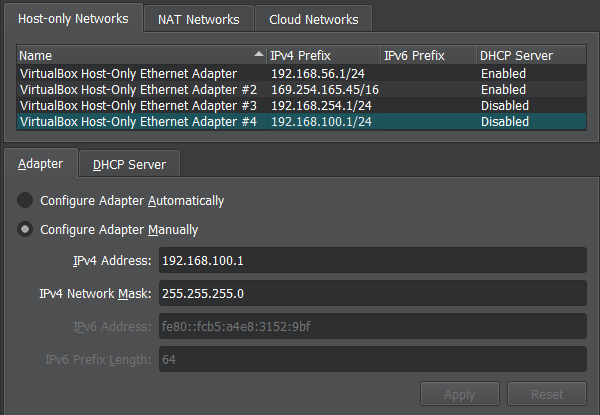 Host-only Networks NAT Networks Cloud Networks
Name IPv4 Prefix IPv6 Prefix DHCP Server
VirtualBox Host-Only Ethernet Adapter 192.168.56.1/24 Enabled
VirtualBox Host-Only Ethernet Adapter #2 169.254.165.45/16 Enabled
VirtualBox Host-Only Ethernet Adapter #3 192.168.254.1/24 Disabled
VirtualBox Host-Only Ethernet Adapter #4 192.168.100.1/24 Disabled
Adapter DHCP Server
Configure Adapter Automatically
Configure Adapter Manually
IPv4 Address: 192.168.100.1
IPv4 Network Mask: 255.255.255.0
IPv6 Address: fe80::fcb5:a4e8:3152:9bf
IPv6 Prefix Length: 64
Apply Reset